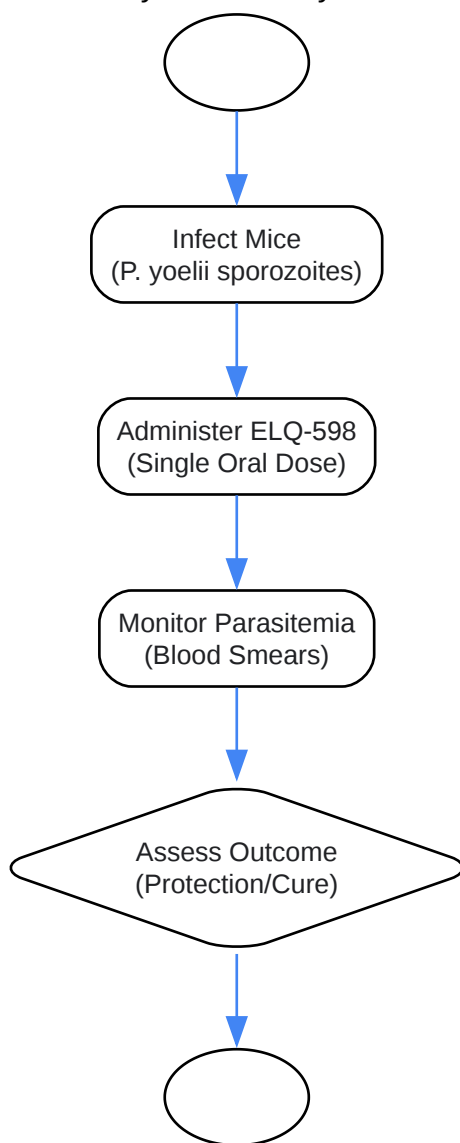 Infect Mice
(P. yoelii sporozoites)
Administer ELQ-598
(Single Oral Dose)
Monitor Parasitemia
(Blood Smears)
Assess Outcome
(Protection/Cure)